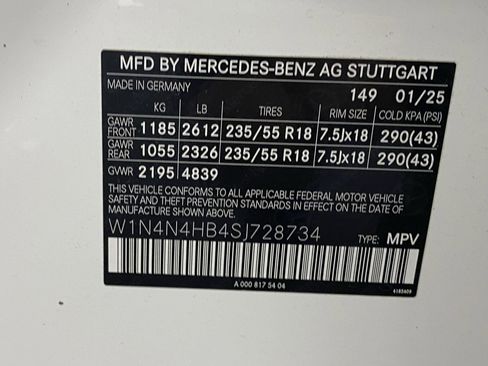 MFD BY MERCEDES-BENZ AG STUTTGART
MADE IN GERMANY 149 01/25
KG LB TIRES RIM SIZE COLD KPA (PSI)
GAWR FRONT 1185 2612 235/55 R18 7.5Jx18 290(43)
GAWR REAR 1055 2326 235/55 R18 7.5Jx18 290(43)
GVWR 2195 4839
THIS VEHICLE CONFORMS TO ALL APPLICABLE FEDERAL MOTOR VEHICLE
SAFETY AND THEFT PREVENTION STANDARDS IN EFFECT
ON THE DATE OF MANUFACTURE SHOWN ABOVE.
W1N4N4HB4SJ728734 TYPE: MPV
A 000 817 54 04